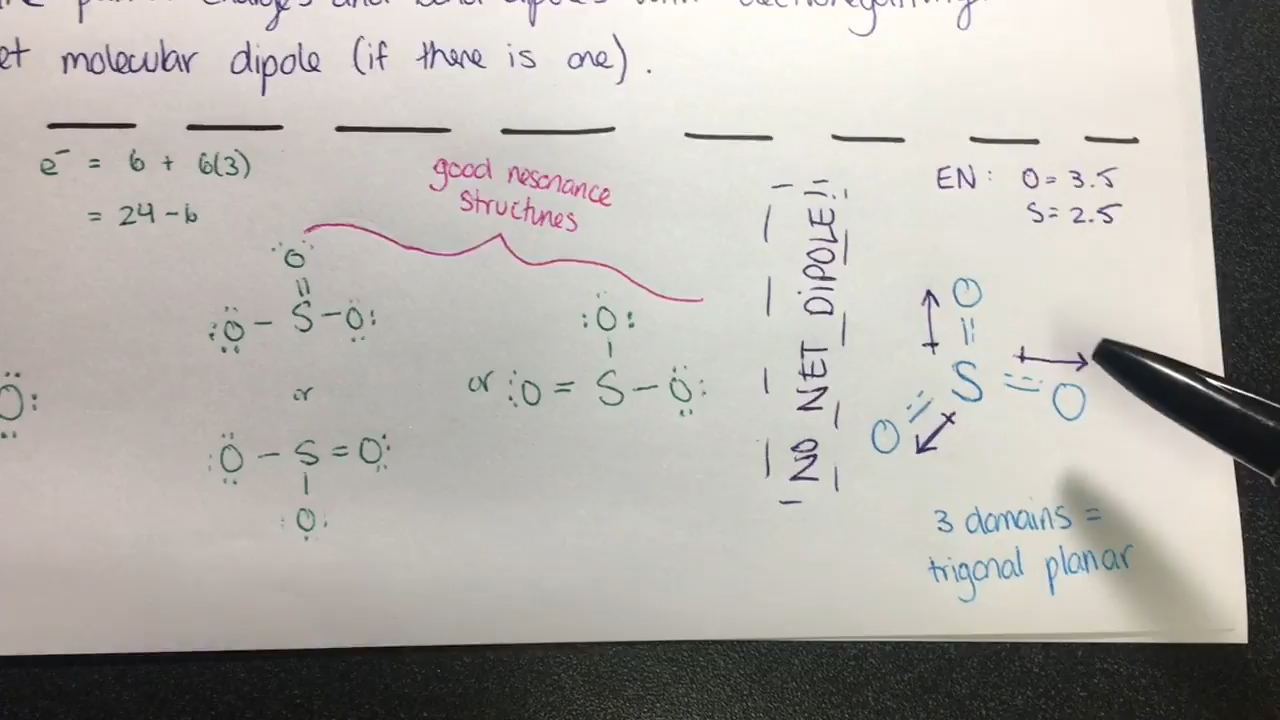 et molecular dipole (if there is one).
e⁻ = 6 + 6(3)
= 24 - 6
good resonance
structures
EN: O = 3.5
S = 2.5
NO NET DIPOLE!!
O
S
O
O
or
O - S = O
O
or
O = S - O
O
O
O
S
O
O
3 domains =
trigonal planar